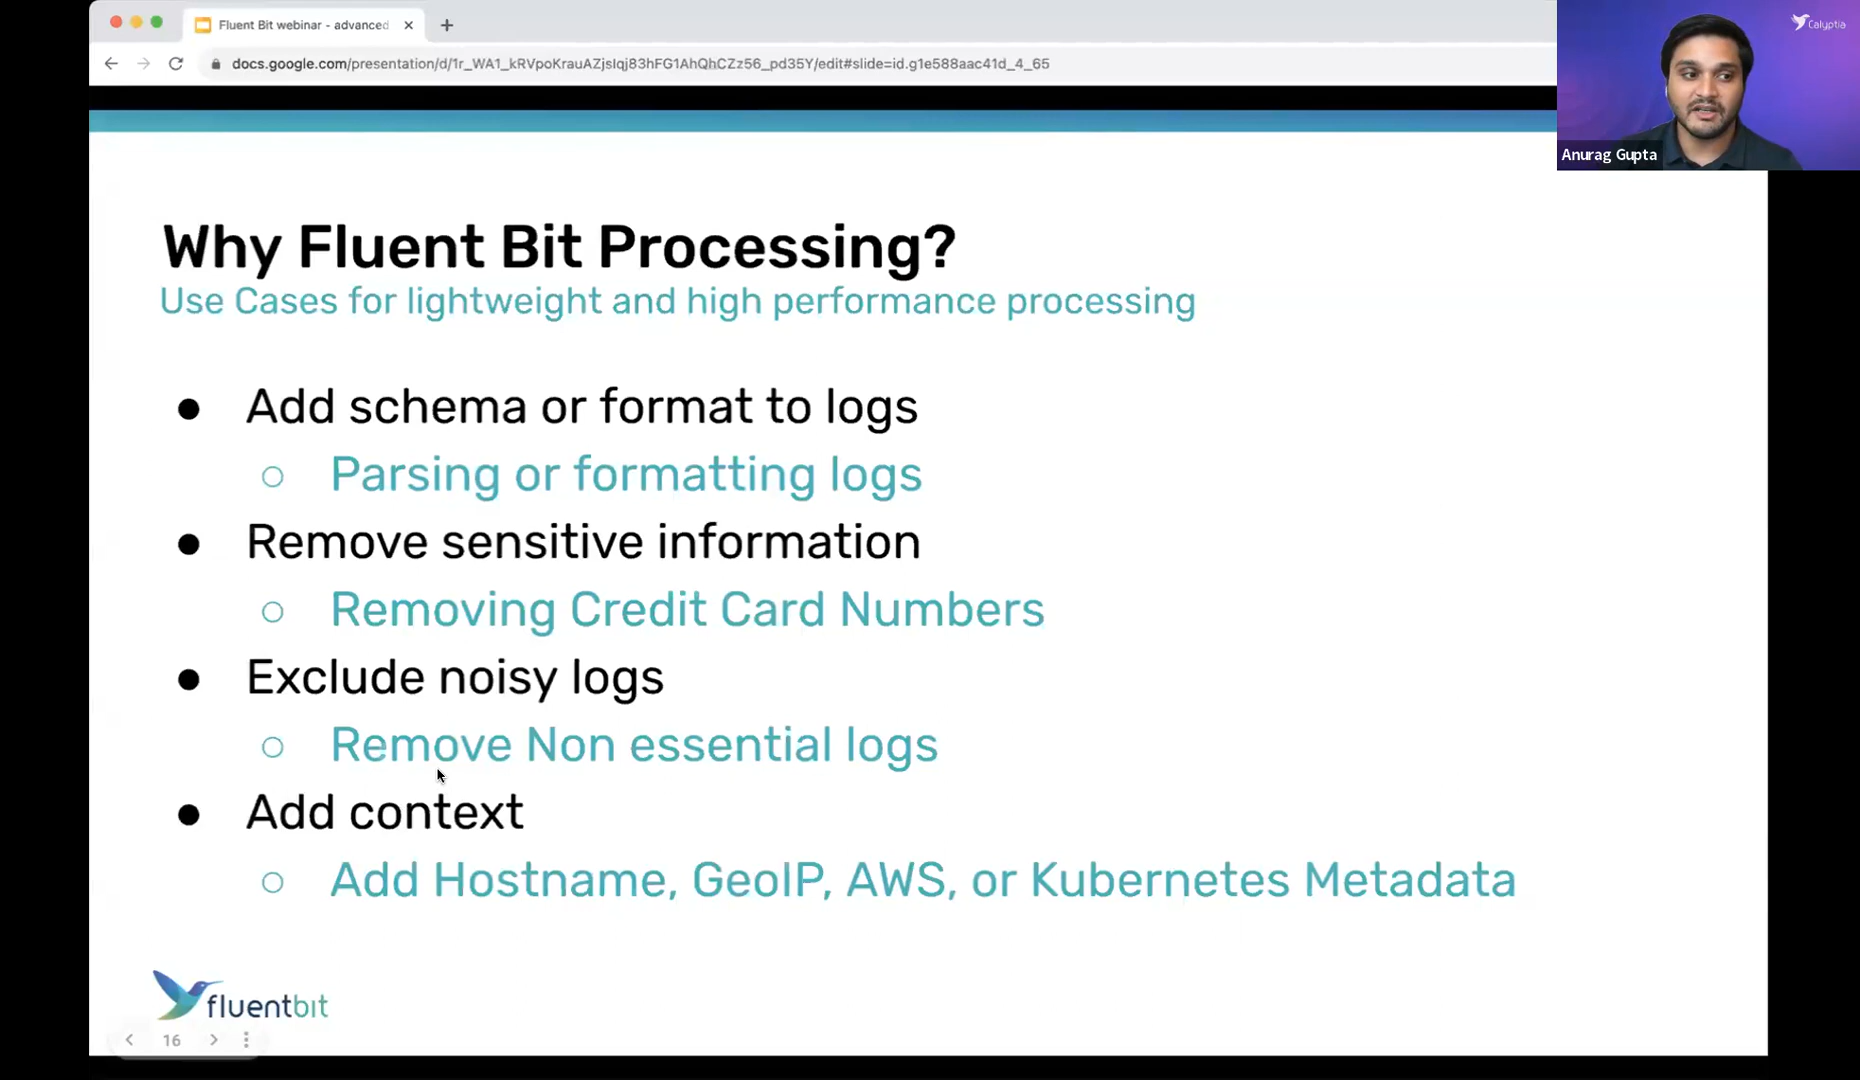 Fluent Bit webinar - advanced
docs.google.com/presentation/d/1r_WA1_kRVpoKrauAZjsIqj83hFG1AhQhCZz56_pd35Y/edit#slide=id.g1e588aac41d_4_65
Calyptia
Anurag Gupta
Why Fluent Bit Processing?
Use Cases for lightweight and high performance processing
● Add schema or format to logs
○ Parsing or formatting logs
● Remove sensitive information
○ Removing Credit Card Numbers
● Exclude noisy logs
○ Remove Non essential logs
● Add context
○ Add Hostname, GeoIP, AWS, or Kubernetes Metadata
fluentbit
16